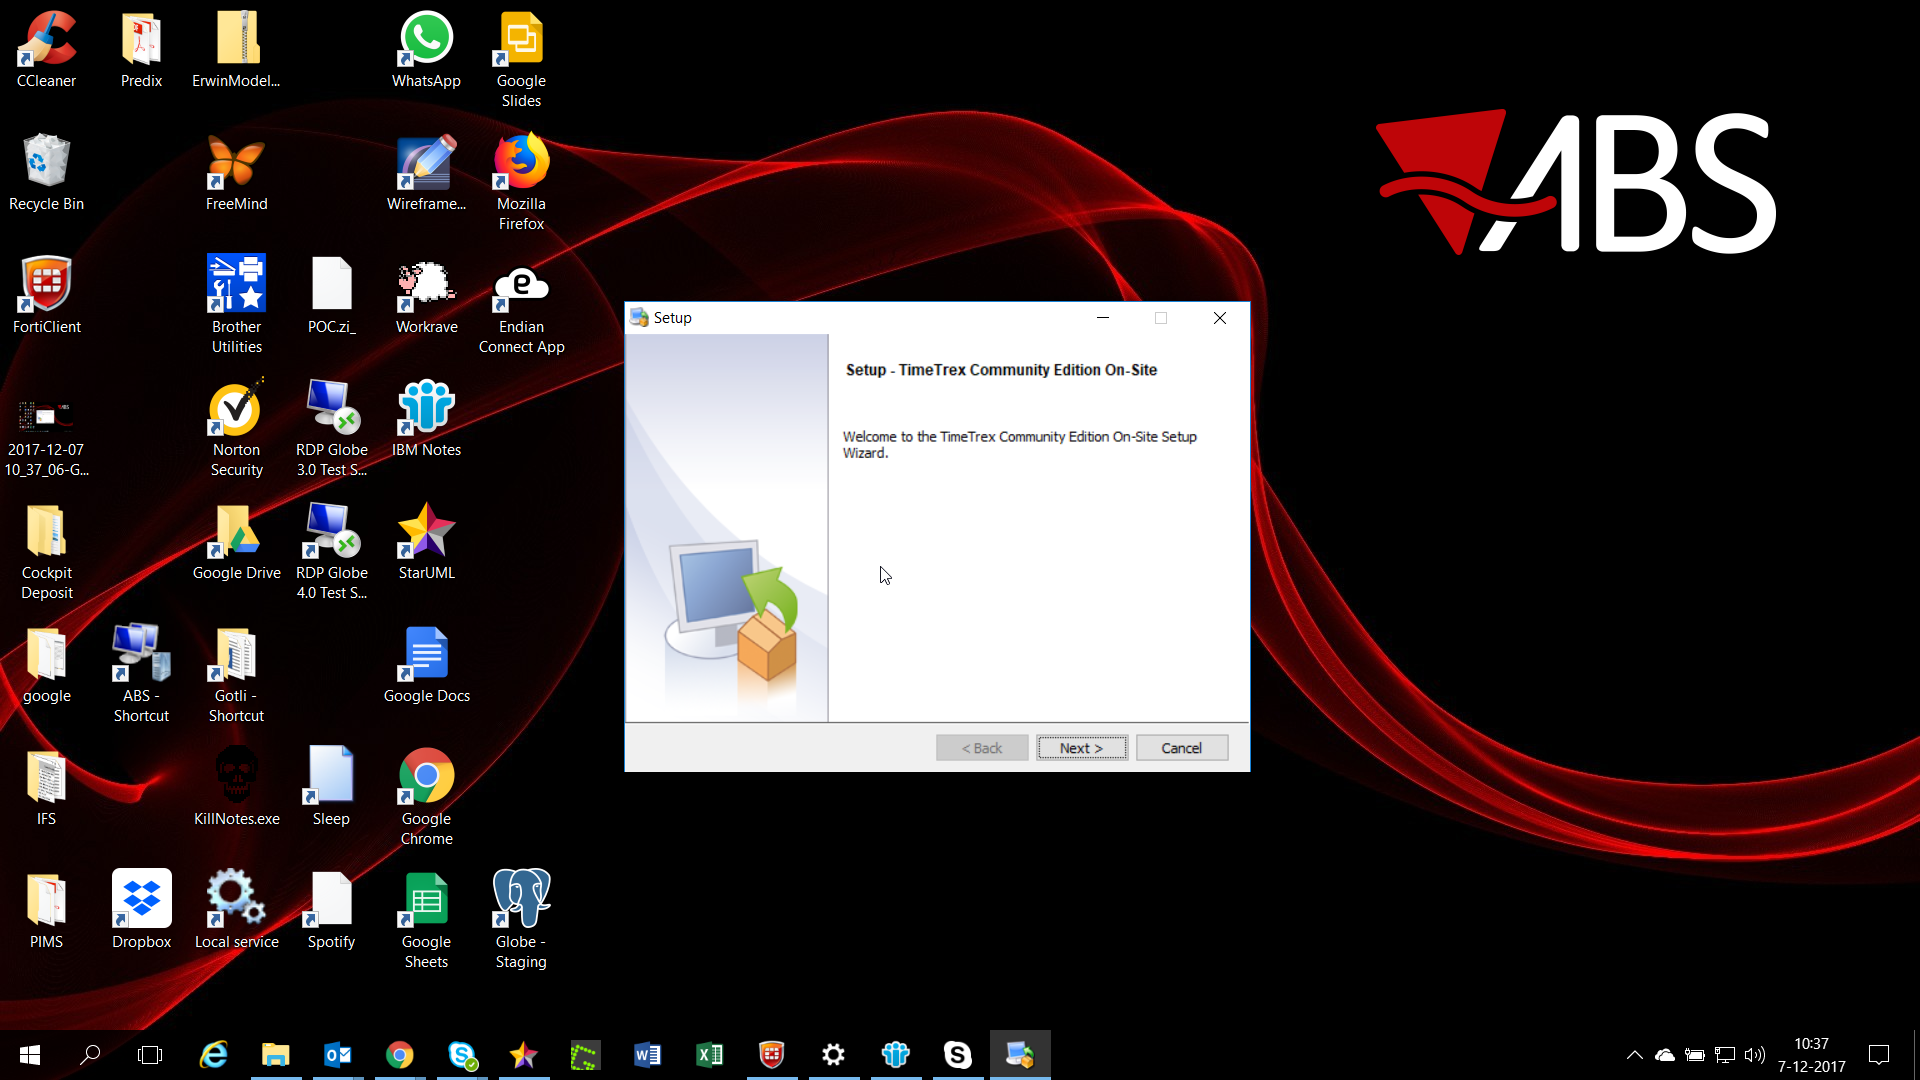 CCleaner
Predix
ErwinModel...
WhatsApp
Google
Slides
Recycle Bin
FreeMind
Wireframe...
Mozilla
Firefox
ABS
FortiClient
Brother
Utilities
POC.zi_
Workrave
Endian
Connect App
Setup
Setup - TimeTrex Community Edition On-Site
Welcome to the TimeTrex Community Edition On-Site Setup
Wizard.
< Back
Next >
Cancel
2017-12-07
10_37_06-G...
Norton
Security
RDP Globe
3.0 Test S...
IBM Notes
Cockpit
Deposit
Google Drive
RDP Globe
4.0 Test S...
StarUML
google
ABS -
Shortcut
Gotli -
Shortcut
Google Docs
IFS
KillNotes.exe
Sleep
Google
Chrome
PIMS
Dropbox
Local service
Spotify
Google
Sheets
Globe -
Staging
10:37
7-12-2017